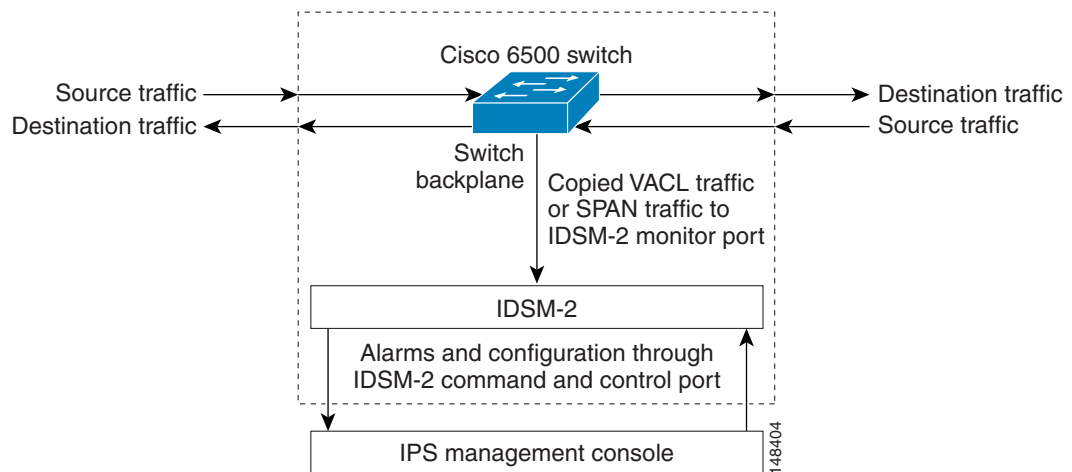 Cisco 6500 switch
Source traffic
Destination traffic
Destination traffic
Source traffic
Switch
backplane
Copied VACL traffic
or SPAN traffic to
IDSM-2 monitor port
IDSM-2
Alarms and configuration through
IDSM-2 command and control port
IPS management console
148404